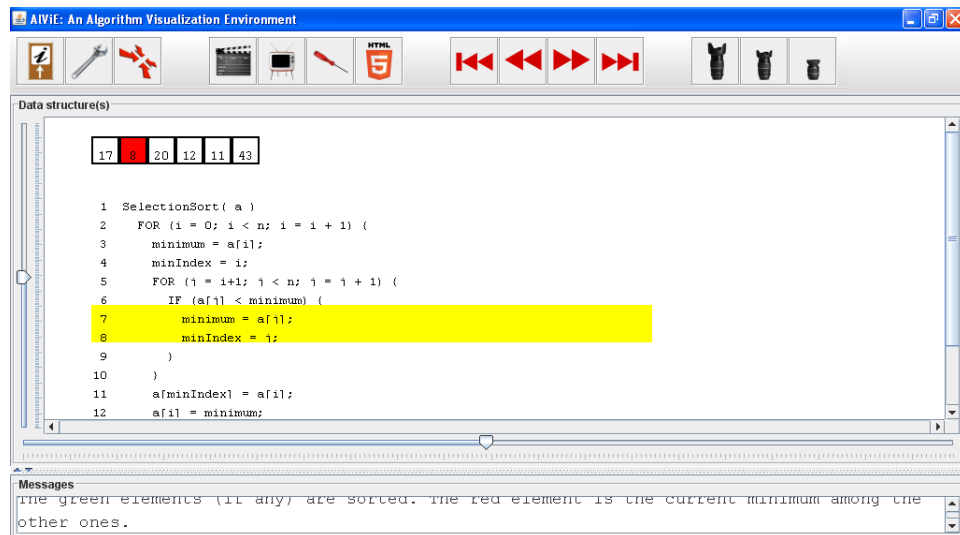 AlViE: An Algorithm Visualization Environment
i
HTML
5
Data structure(s)
17 8 20 12 11 43
1 SelectionSort( a )
2 FOR (i = 0; i < n; i = i + 1) {
3 minimum = a[i];
4 minIndex = i;
5 FOR (j = i+1; j < n; j = j + 1) {
6 IF (a[j] < minimum) {
7 minimum = a[j];
8 minIndex = j;
9 }
10 }
11 a[minIndex] = a[i];
12 a[i] = minimum;
Messages
The green elements (if any) are sorted. The red element is the current minimum among the
other ones.